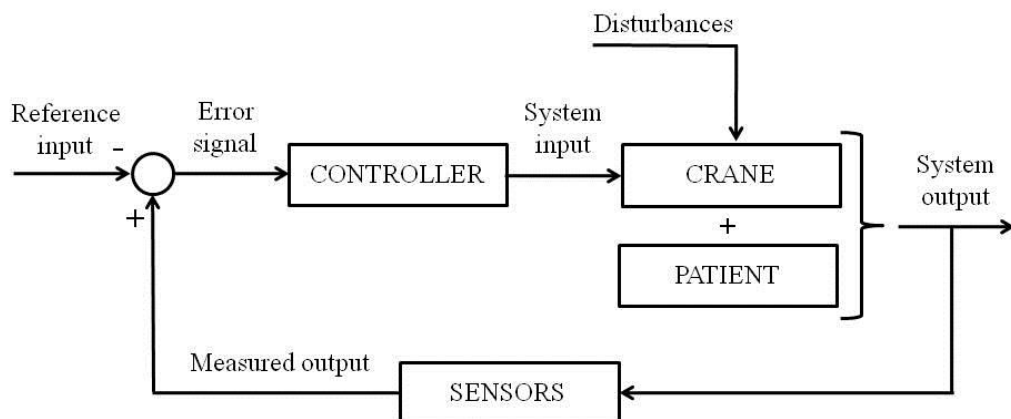 Disturbances
Reference
input
-
Error
signal
System
input
System
output
CONTROLLER
CRANE
+
+
PATIENT
Measured output
SENSORS